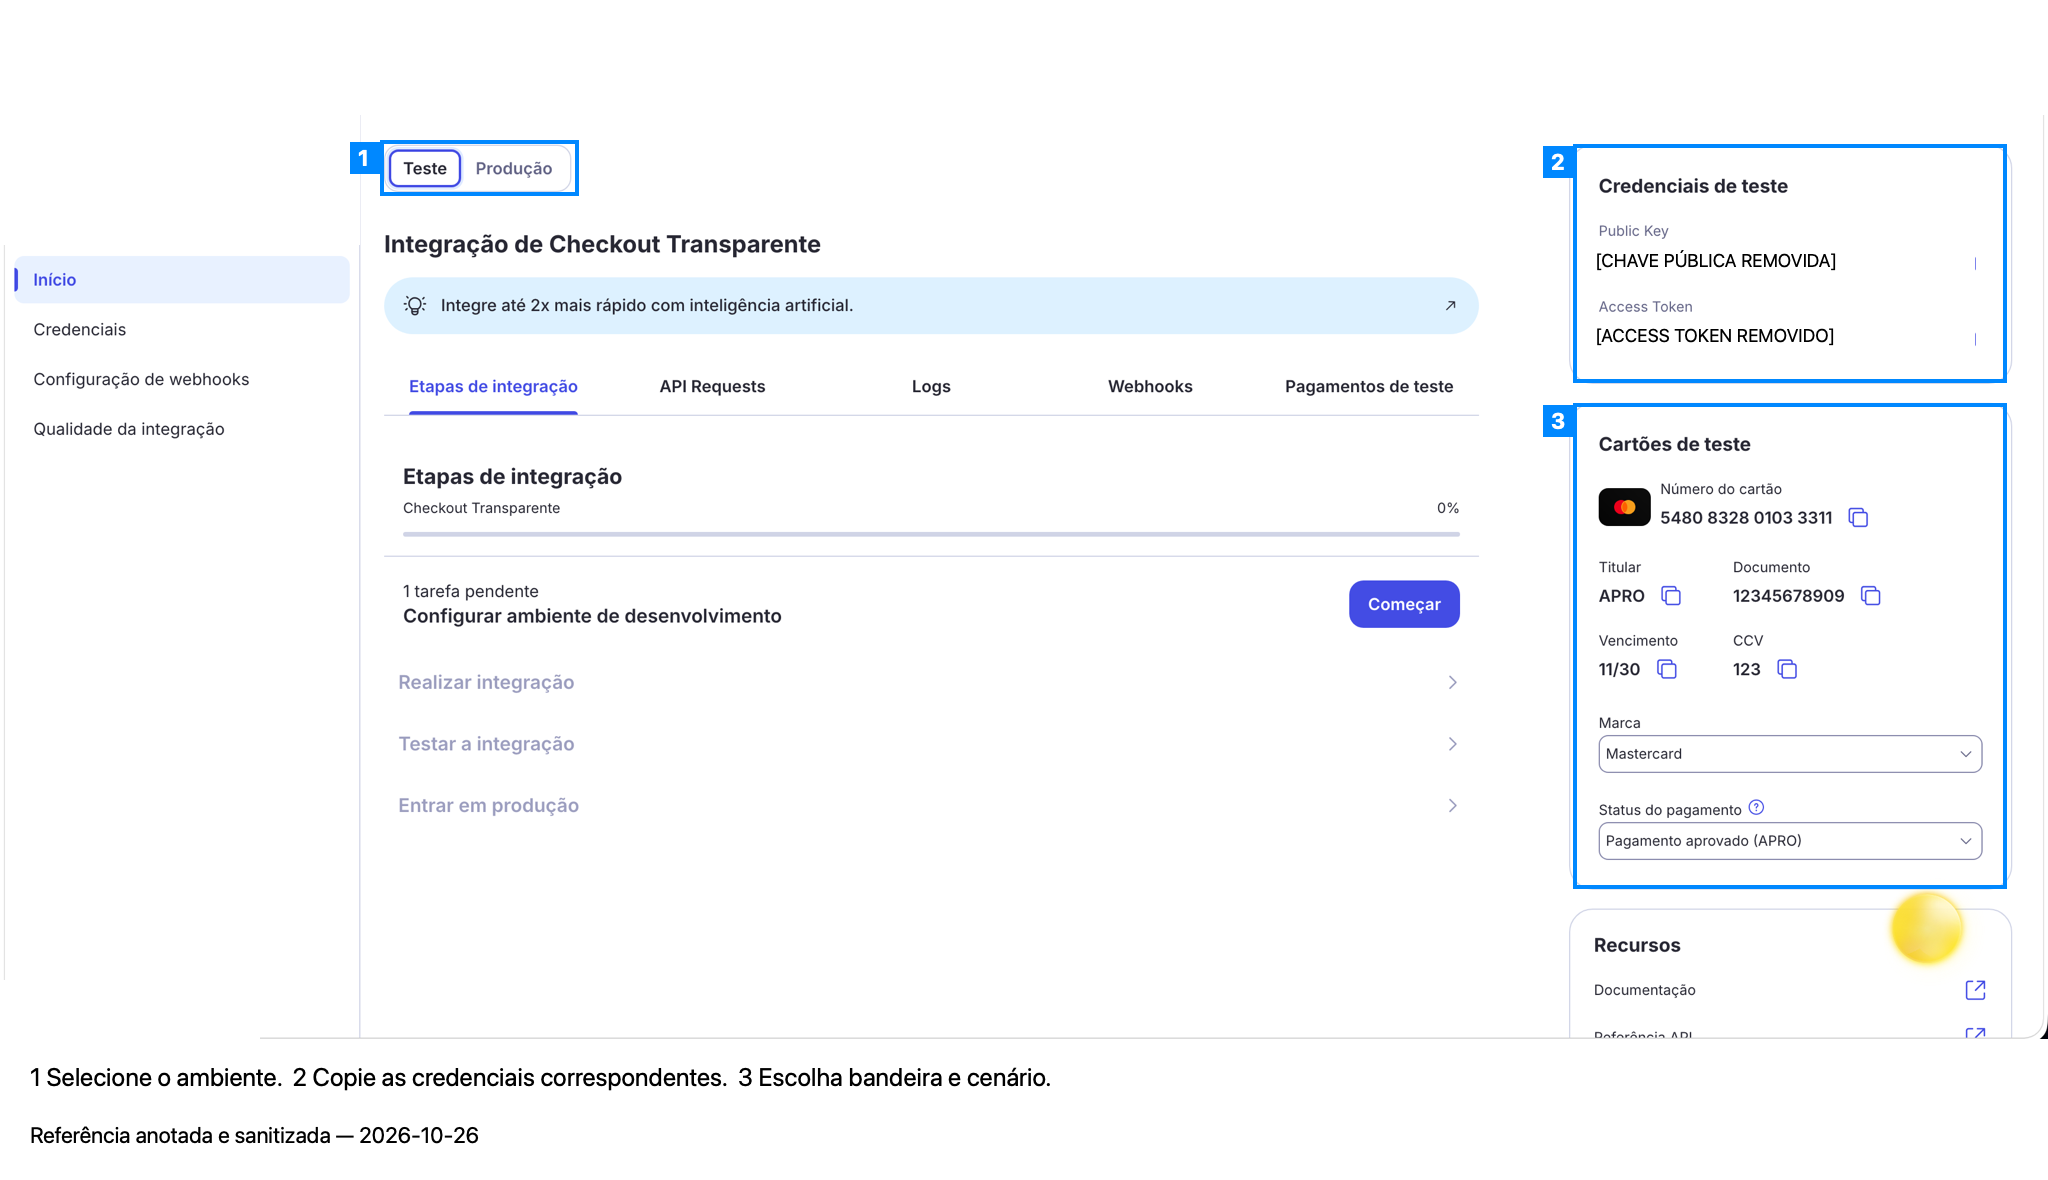 1
Teste
Produção
Integração de Checkout Transparente
Início
Credenciais
Configuração de webhooks
Qualidade da integração
Integre até 2x mais rápido com inteligência artificial.
Etapas de integração
API Requests
Logs
Webhooks
Pagamentos de teste
Etapas de integração
Checkout Transparente
0%
1 tarefa pendente
Configurar ambiente de desenvolvimento
Começar
Realizar integração
Testar a integração
Entrar em produção
2
Credenciais de teste
Public Key
[CHAVE PÚBLICA REMOVIDA]
Access Token
[ACCESS TOKEN REMOVIDO]
3
Cartões de teste
Número do cartão
5480 8328 0103 3311
Titular
Documento
APRO
12345678909
Vencimento
CCV
11/30
123
Marca
Mastercard
Status do pagamento
Pagamento aprovado (APRO)
Recursos
Documentação
Referência API
1 Selecione o ambiente. 2 Copie as credenciais correspondentes. 3 Escolha bandeira e cenário.
Referência anotada e sanitizada — 2026-10-26